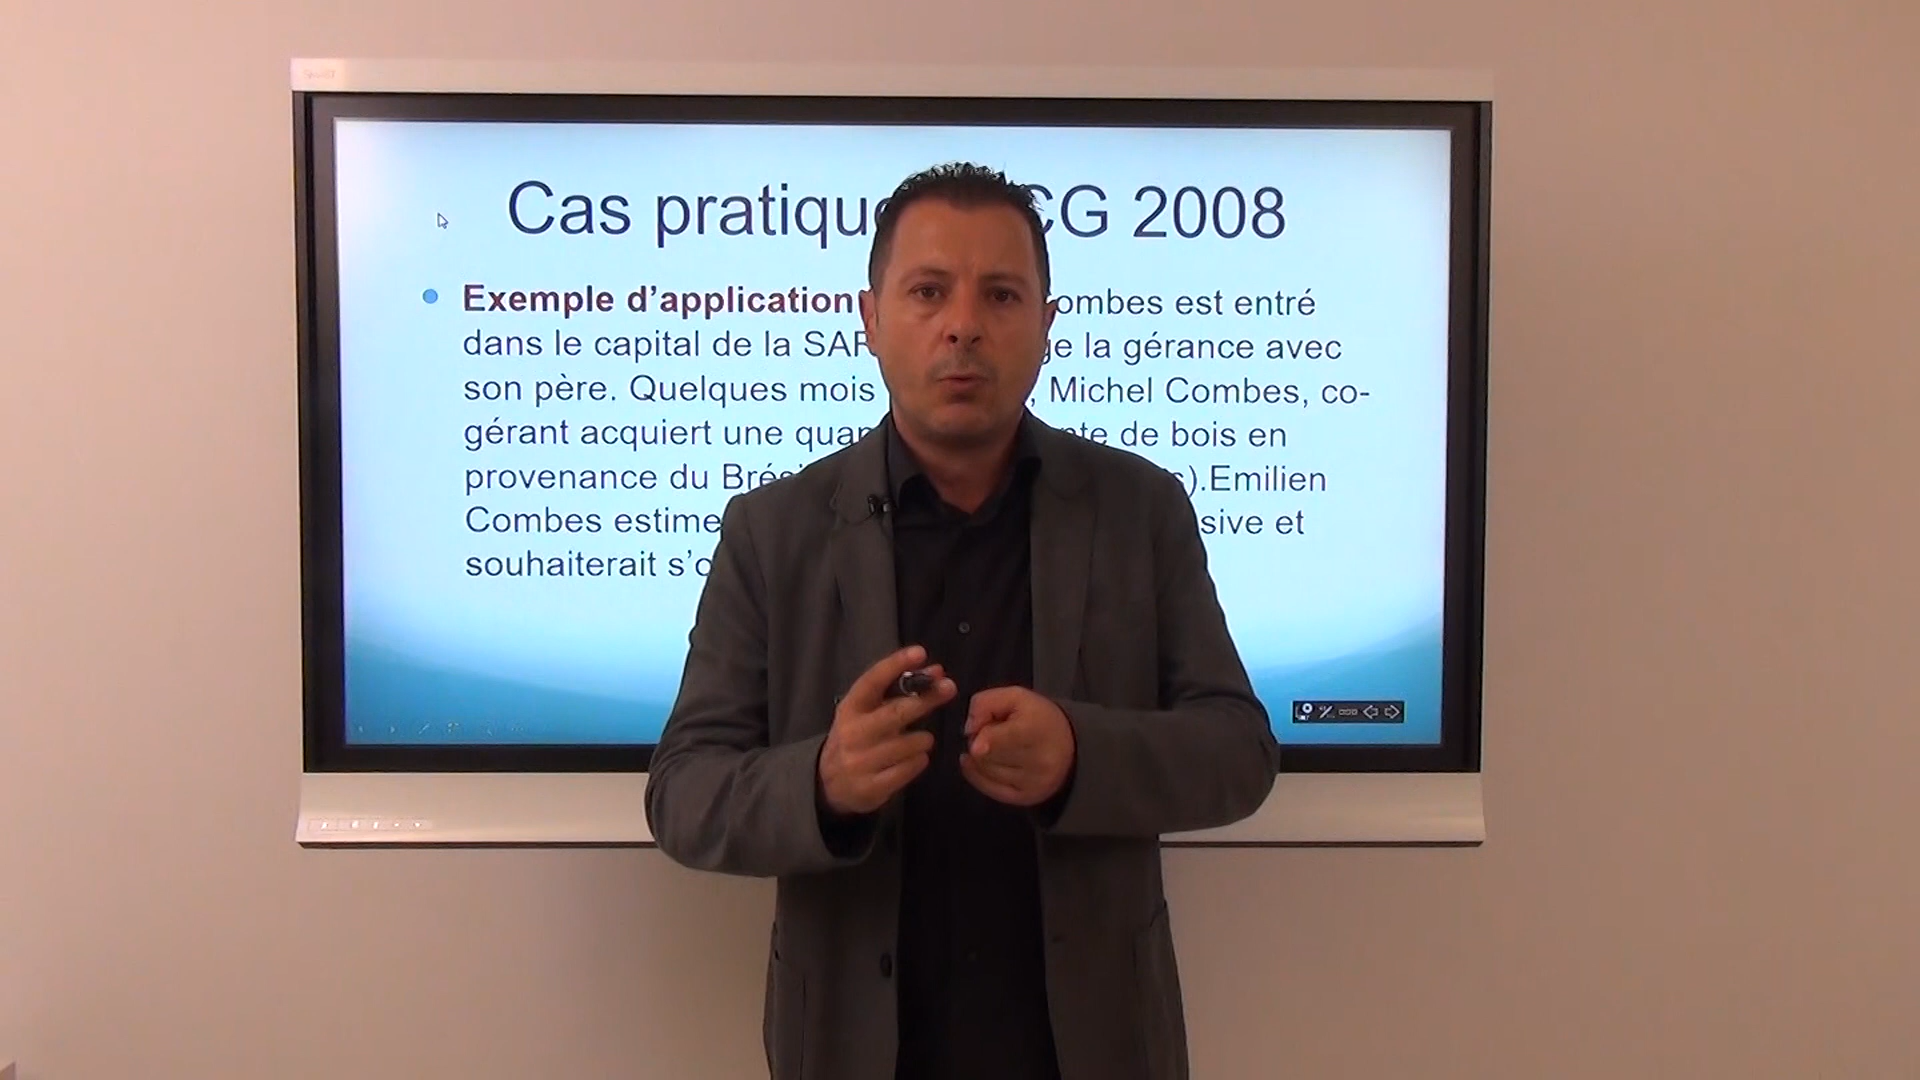 Cas pratique CG 2008
Exemple d’application ombes est entré
dans le capital de la SAR ge la gérance avec
son père. Quelques mois , Michel Combes, co-
gérant acquiert une quan nte de bois en
provenance du Brési s).Emilien
Combes estime sive et
souhaiterait s’o